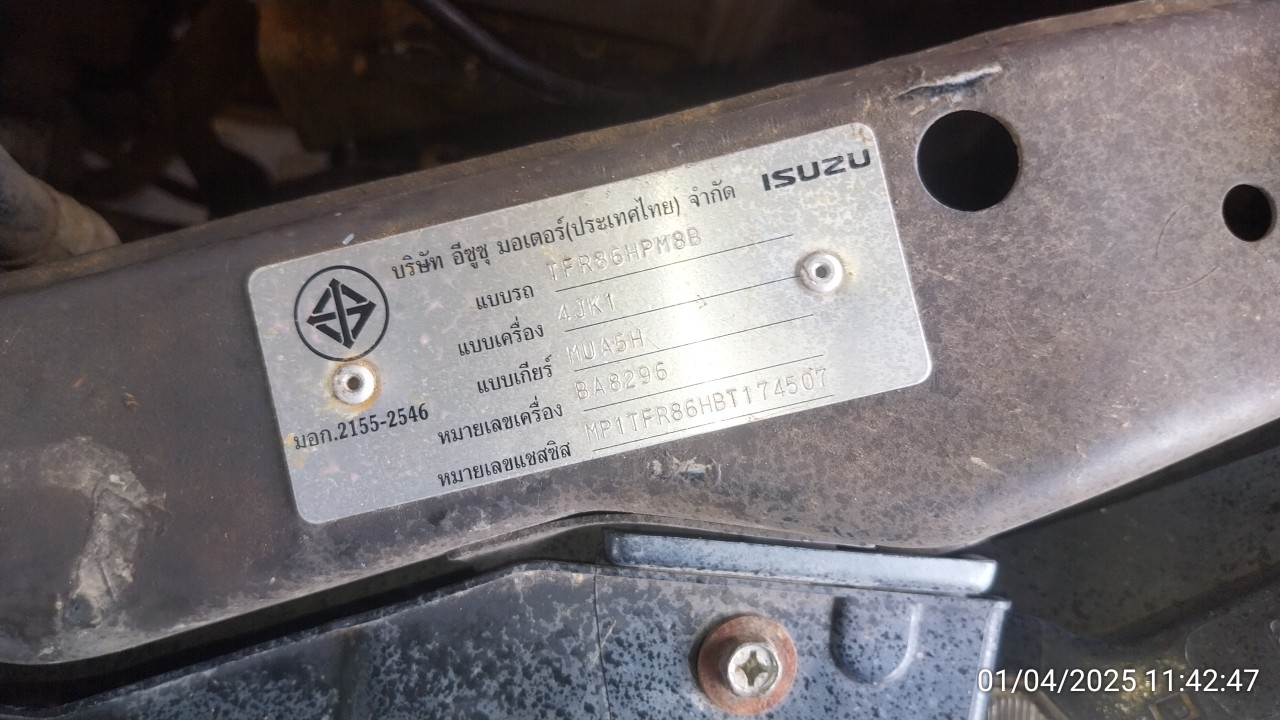 ISUZU
บริษัท อีซูซุ มอเตอร์(ประเทศไทย) จำกัด
แบบรถ TFR86HPM8B
แบบเครื่อง 4JK1
แบบเกียร์ MUA5H
หมายเลขเครื่อง BA8296
หมายเลขแชสซิส MP1TFR86HBT174507
มอก.2155-2546
01/04/2025 11:42:47